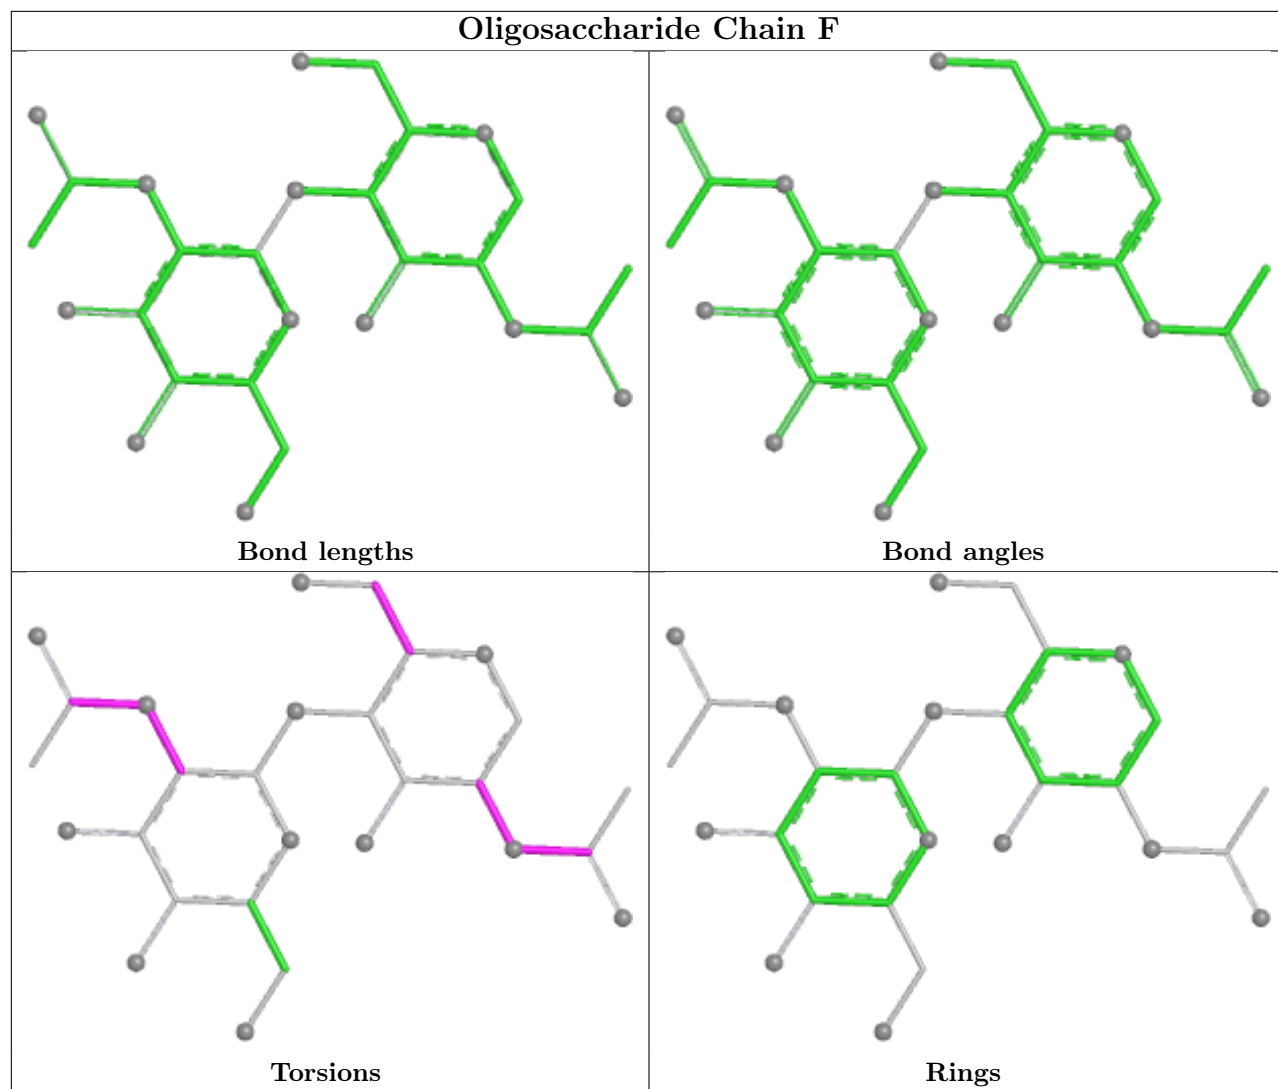 Oligosaccharide Chain F
Bond lengths
Bond angles
Torsions
Rings